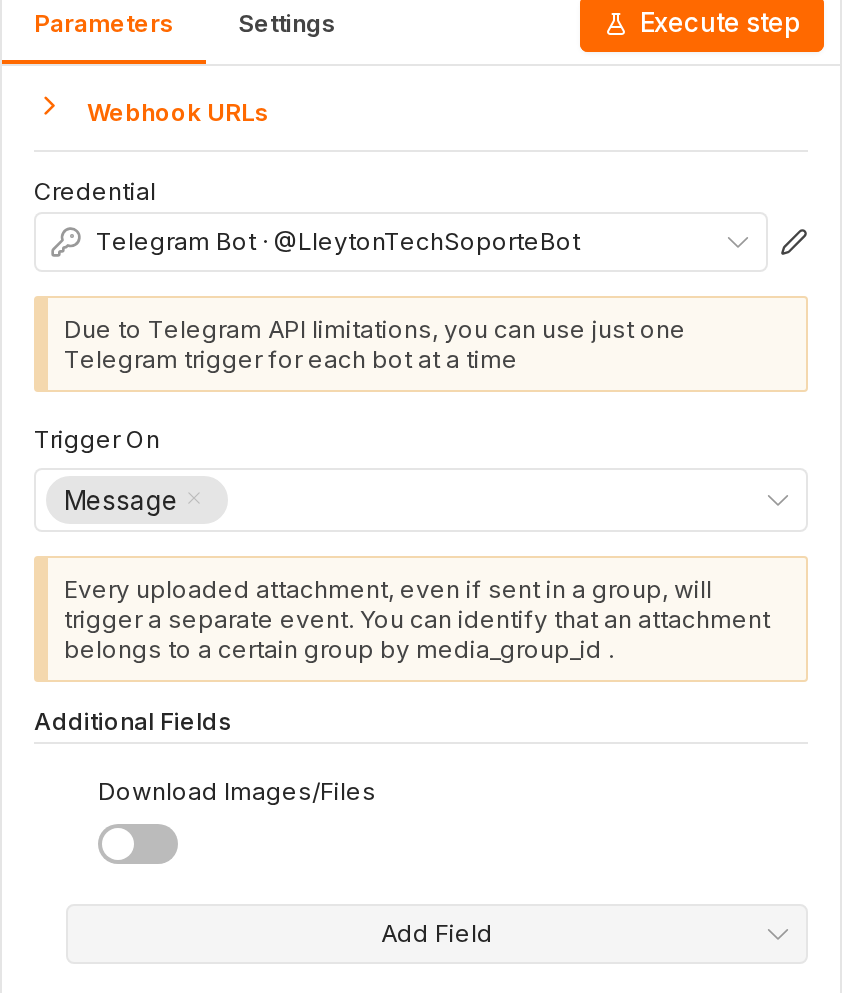 Parameters Settings Execute step
Webhook URLs
Credential
Telegram Bot · @LleytonTechSoporteBot
Due to Telegram API limitations, you can use just one
Telegram trigger for each bot at a time
Trigger On
Message
Every uploaded attachment, even if sent in a group, will
trigger a separate event. You can identify that an attachment
belongs to a certain group by media_group_id .
Additional Fields
Download Images/Files
Add Field